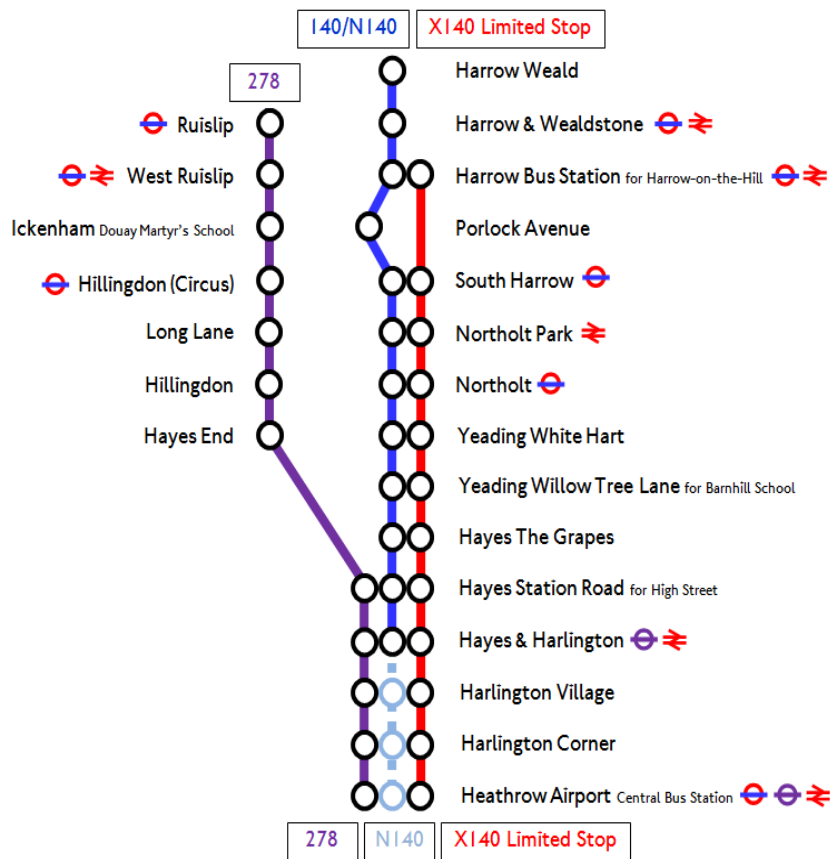 140/N140
X140 Limited Stop
278
Harrow Weald
Ruislip
Harrow & Wealdstone
West Ruislip
Harrow Bus Station for Harrow-on-the-Hill
Ickenham Douay Martyr's School
Porlock Avenue
Hillingdon (Circus)
South Harrow
Long Lane
Northolt Park
Hillingdon
Northolt
Hayes End
Yeading White Hart
Yeading Willow Tree Lane for Barnhill School
Hayes The Grapes
Hayes Station Road for High Street
Hayes & Harlington
Harlington Village
Harlington Corner
Heathrow Airport Central Bus Station
278
N140
X140 Limited Stop